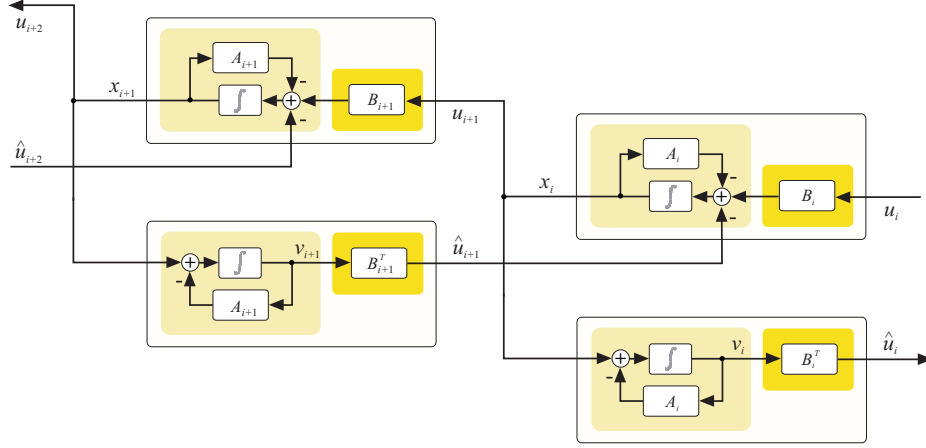 u_{i+2}
A_{i+1}
x_{i+1}
-
∫
+
B_{i+1}
-
u_{i+1}
û_{i+2}
A_i
x_i
-
∫
+
B_i
-
u_i
v_{i+1}
û_{i+1}
+
∫
B^T_{i+1}
-
A_{i+1}
v_i
û_i
+
∫
B^T_i
-
A_i